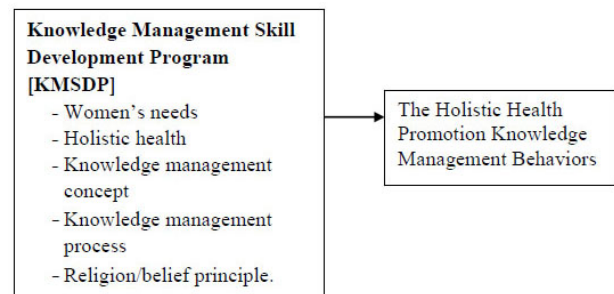 Knowledge Management Skill
Development Program
[KMSDP]
- Women's needs
- Holistic health
- Knowledge management
concept
- Knowledge management
process
- Religion/belief principle.
The Holistic Health
Promotion Knowledge
Management Behaviors